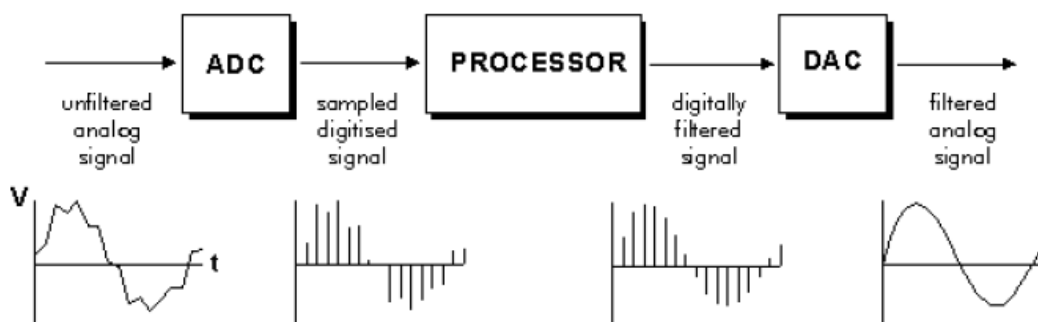 ADC
PROCESSOR
DAC
unfiltered
analog
signal
sampled
digitised
signal
digitally
filtered
signal
filtered
analog
signal
V
t